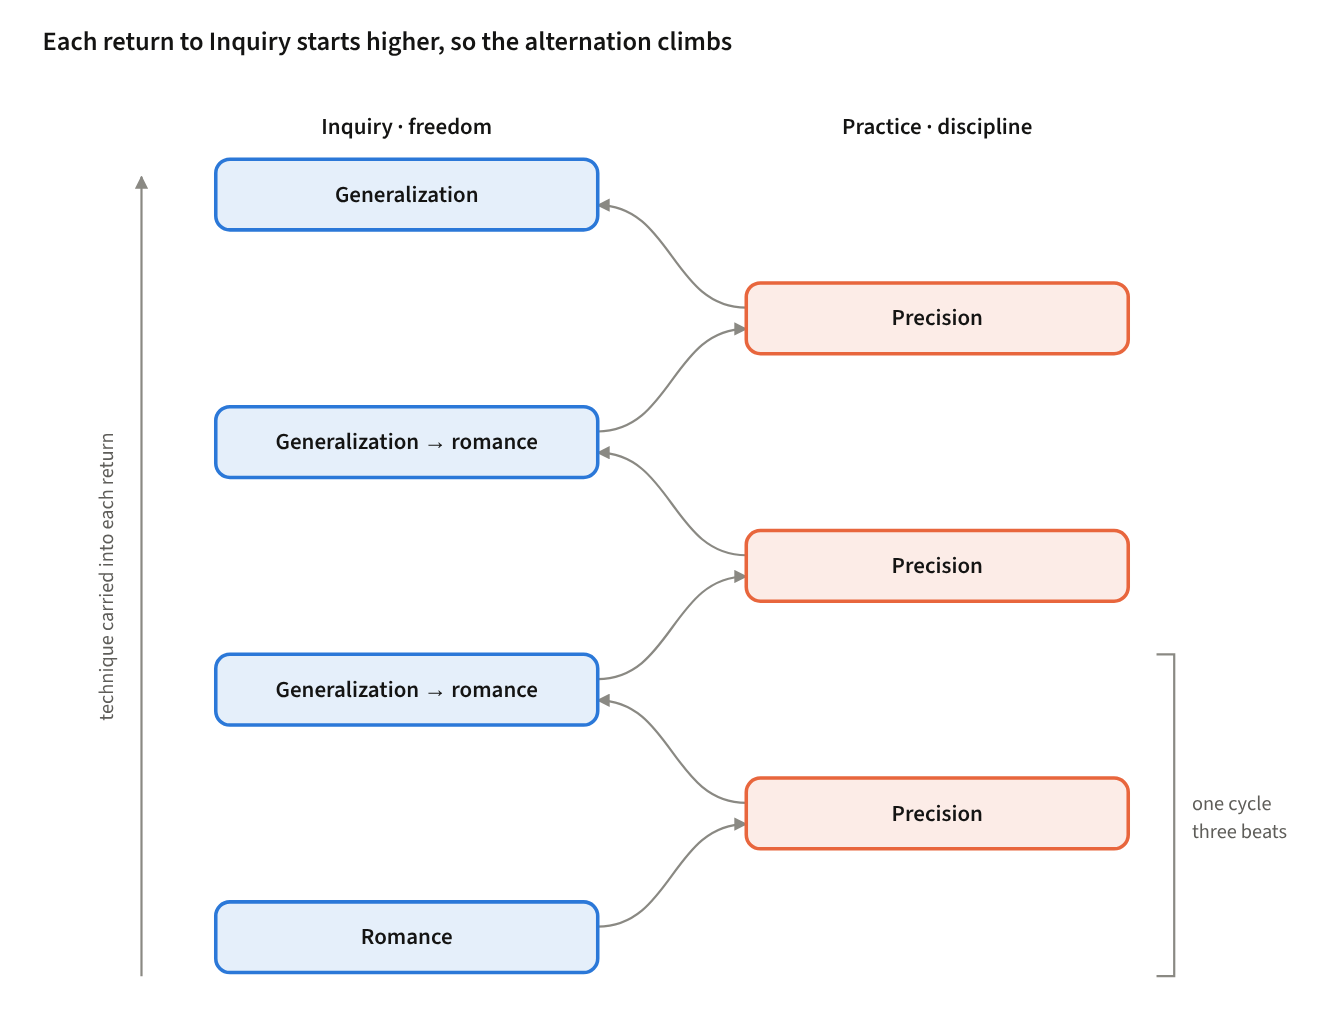 Each return to Inquiry starts higher, so the alternation climbs
Inquiry · freedom
Practice · discipline
Generalization
Precision
Generalization → romance
Precision
Generalization → romance
Precision
Romance
technique carried into each return
one cycle
three beats